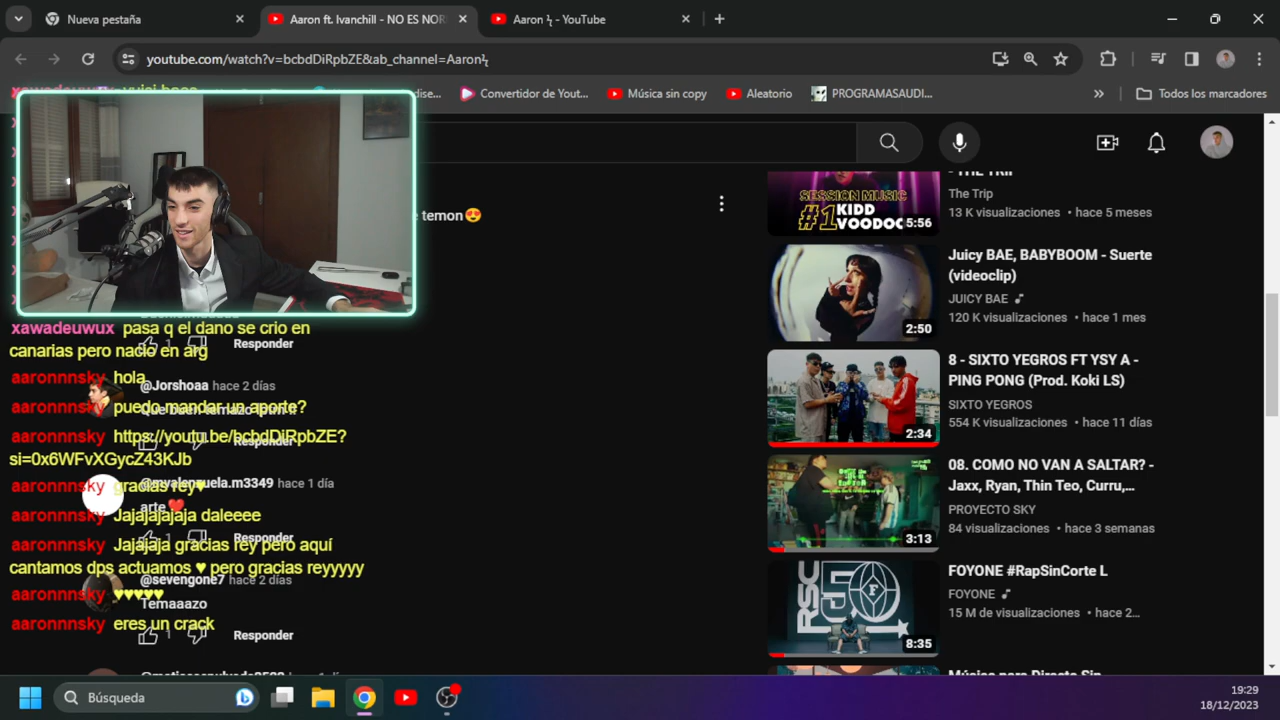 Nueva pestaña
Aaron ft. Ivanchill - NO ES NOR
Aaron ʅ - YouTube
youtube.com/watch?v=bcbdDiRpbZE&ab_channel=Aaronʅ
Convertidor de Yout...
Música sin copy
Aleatorio
PROGRAMASAUDI...
»
Todos los marcadores
temon😍
xawadeuwux pasa q el dano se crio en
canarias pero nacio en arg
1 Responder
aaronnnsky hola
@Jorshoaa hace 2 días
aaronnnsky puedo mandar un aporte?
aaronnnsky https://youtu.be/bcbdDiRpbZE?
Responder
si=0x6WFvXGycZ43KJb
aaronnnsky gracias rey♥
hace 1 día
arte❤️
aaronnnsky Jajajajajaja daleeee
Responder
aaronnnsky Jajajaja gracias rey pero aquí
cantamos dps actuamos ♥ pero gracias reyyyyy
@sevengone7 hace 2 días
aaronnnsky ♥♥♥♥♥
Temaaazo
aaronnnsky eres un crack
1 Responder
SESSION MUSIC
#1 KIDD
VOODOO
5:56
- THE TRIP
The Trip
13 K visualizaciones • hace 5 meses
2:50
Juicy BAE, BABYBOOM - Suerte
(videoclip)
JUICY BAE
120 K visualizaciones • hace 1 mes
2:34
8 - SIXTO YEGROS FT YSY A -
PING PONG (Prod. Koki LS)
SIXTO YEGROS
554 K visualizaciones • hace 11 días
3:13
08. COMO NO VAN A SALTAR? -
Jaxx, Ryan, Thin Teo, Curru,...
PROYECTO SKY
84 visualizaciones • hace 3 semanas
RSC
8:35
FOYONE #RapSinCorte L
FOYONE
15 M de visualizaciones • hace 2...
Búsqueda
19:29
18/12/2023